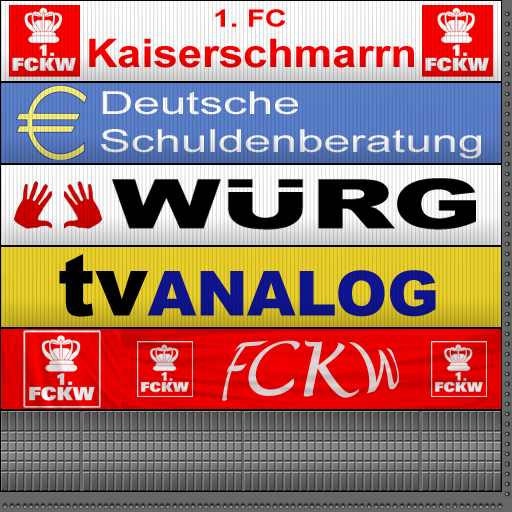 1.
FCKW
1. FC
Kaiserschmarrn
1.
FCKW
€ Deutsche
Schuldenberatung
WÜRG
tvANALOG
1.
FCKW
1.
FCKW
FCKW
1.
FCKW